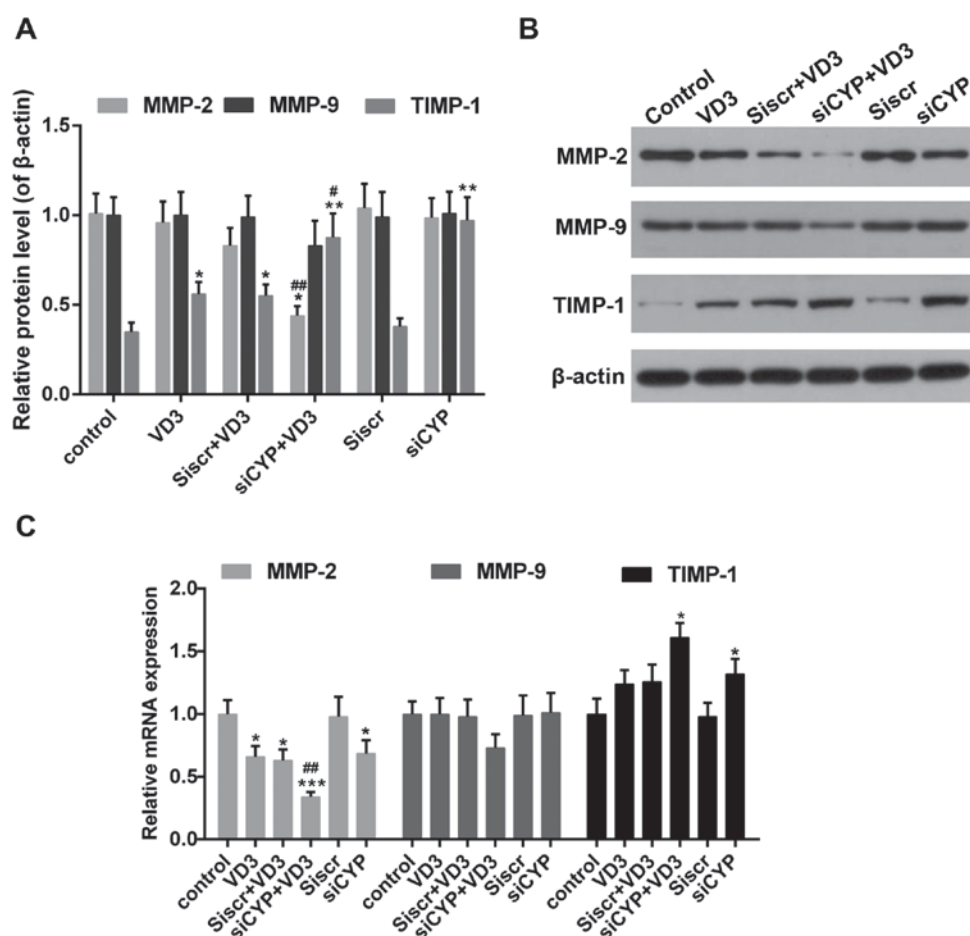 A
MMP-2 MMP-9 TIMP-1
Relative protein level (of β-actin)
1.5
1.0
0.5
0.0
* * ## * # ** **
control VD3 Siscr+VD3 siCYP+VD3 Siscr siCYP
B
Control VD3 Siscr+VD3 siCYP+VD3 Siscr siCYP
MMP-2
MMP-9
TIMP-1
β-actin
C
MMP-2 MMP-9 TIMP-1
Relative mRNA expression
2.0
1.5
1.0
0.5
0.0
* * ## *** * * *
control VD3 Siscr+VD3 siCYP+VD3 Siscr siCYP control VD3 Siscr+VD3 siCYP+VD3 Siscr siCYP control VD3 Siscr+VD3 siCYP+VD3 Siscr siCYP